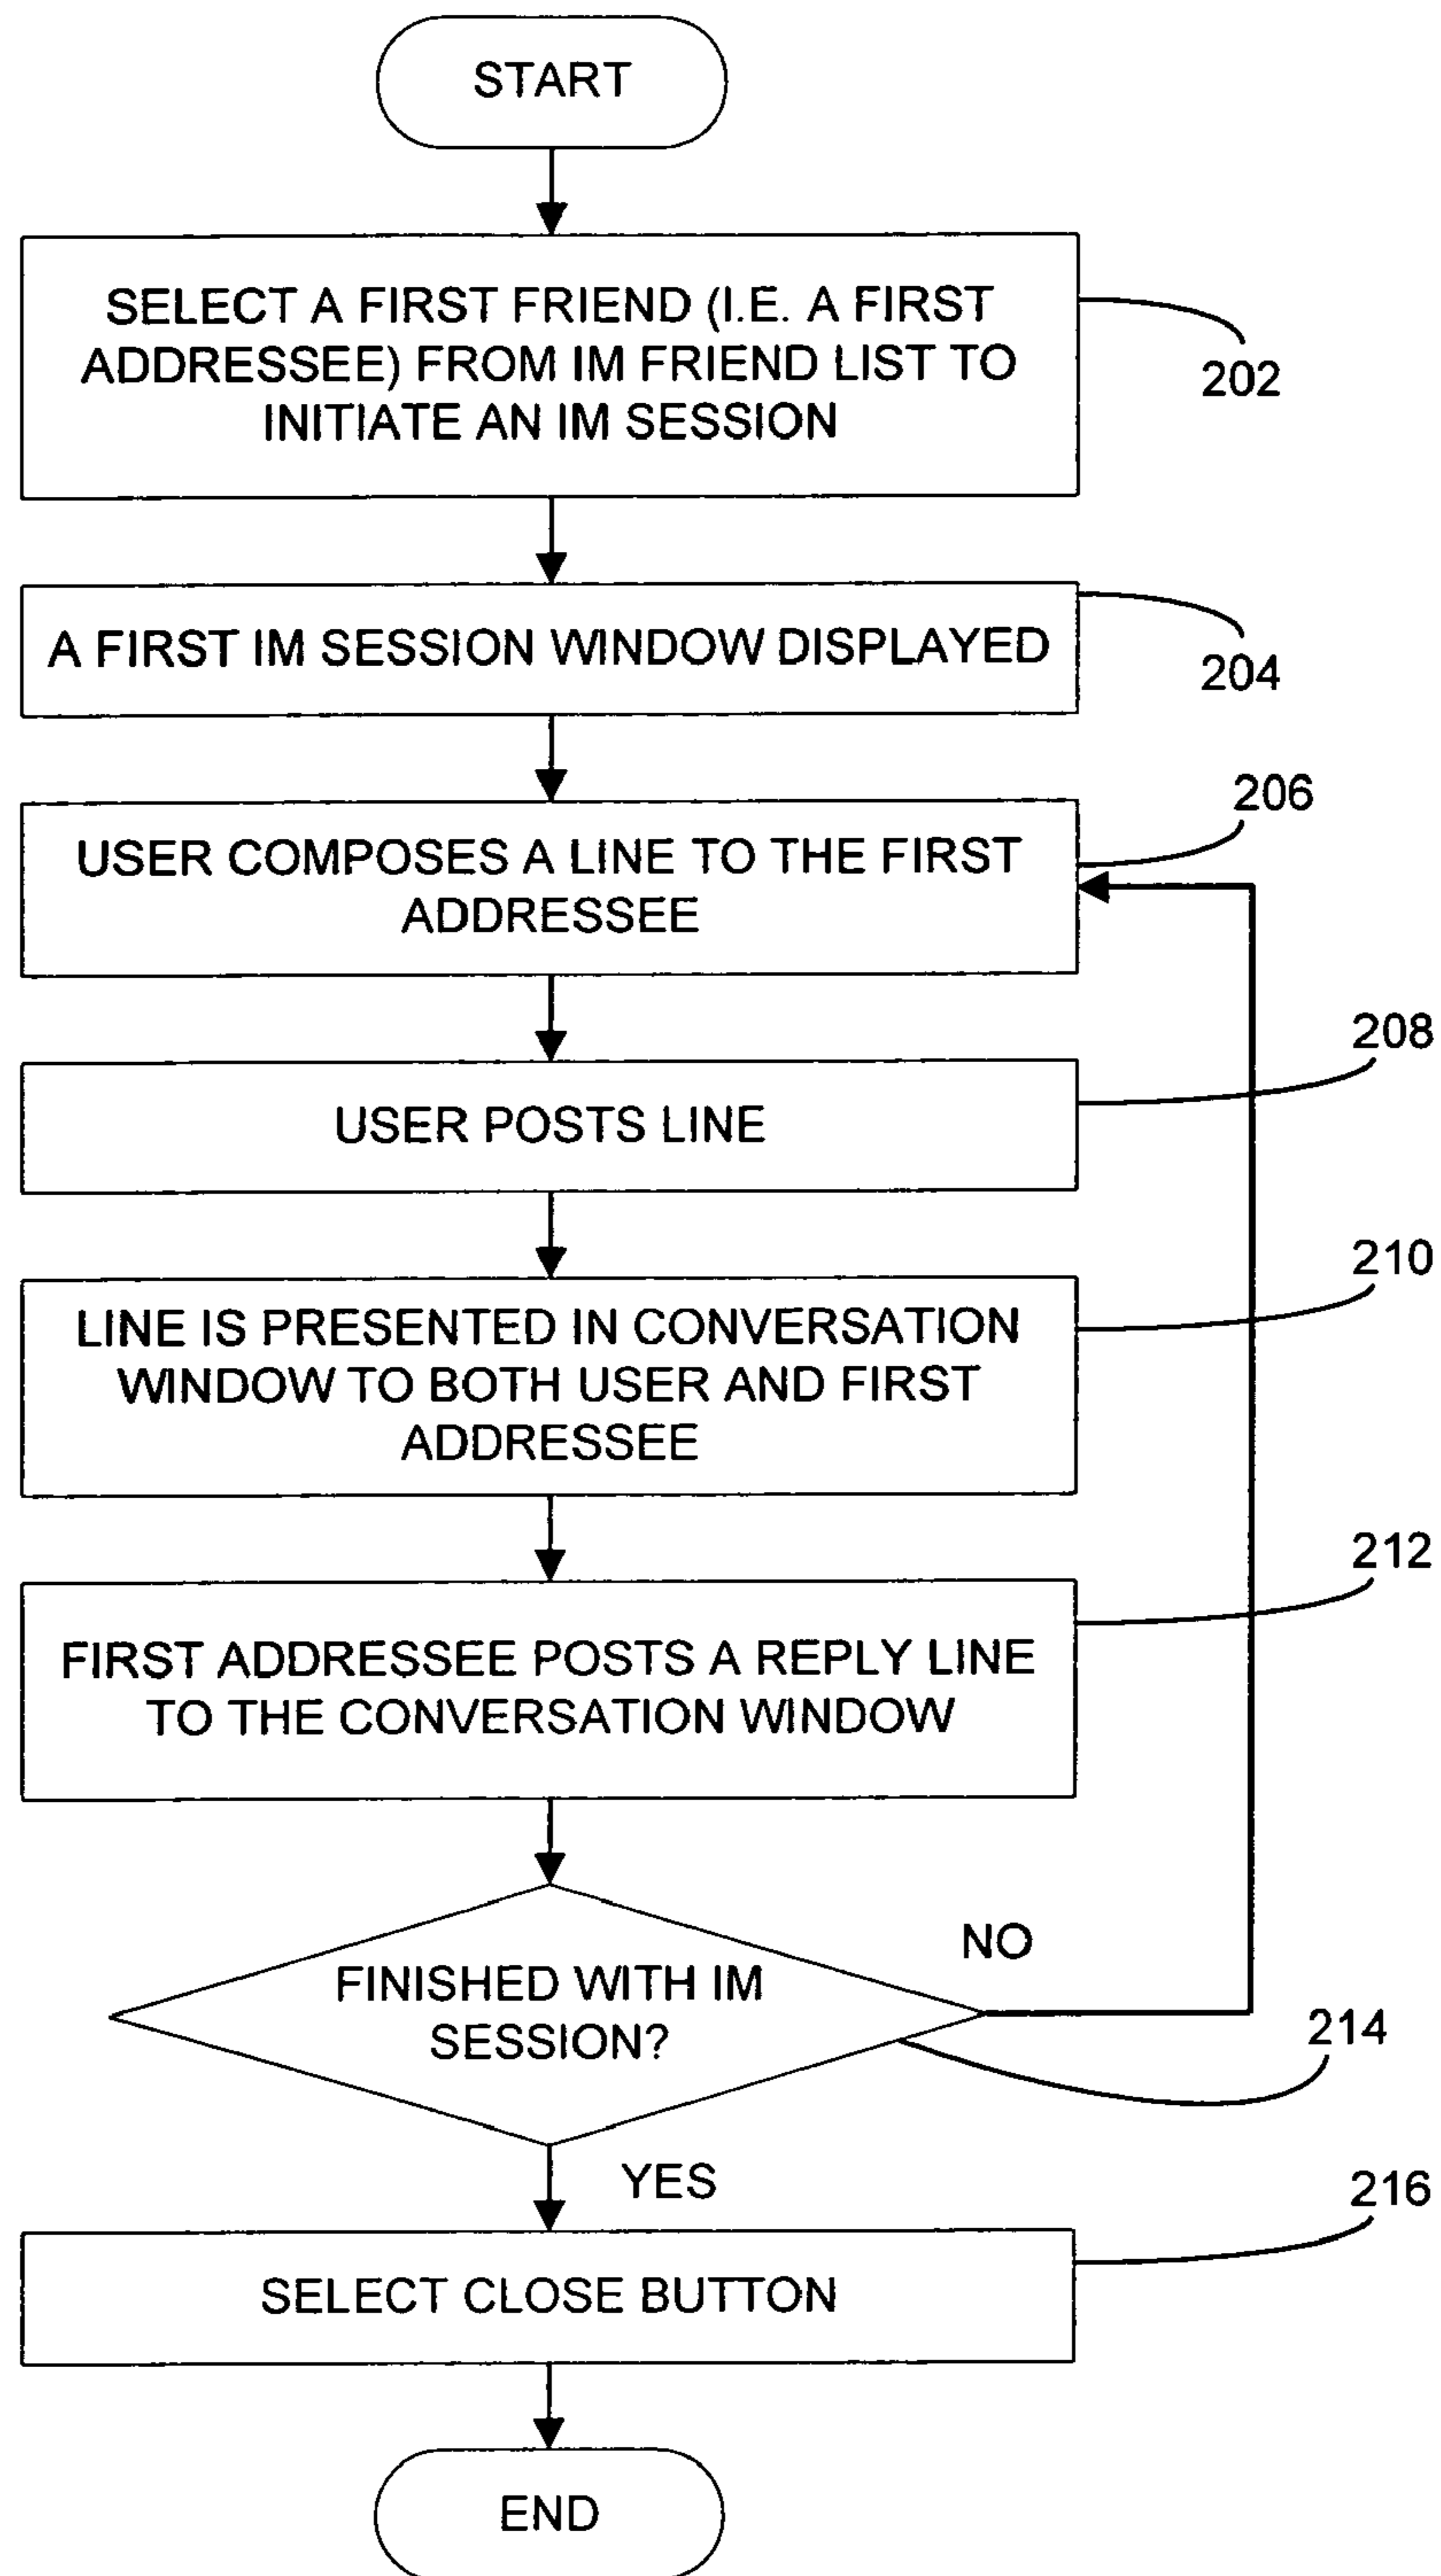 START
SELECT A FIRST FRIEND (I.E. A FIRST
ADDRESSEE) FROM IM FRIEND LIST TO
INITIATE AN IM SESSION
202
A FIRST IM SESSION WINDOW DISPLAYED
204
206
USER COMPOSES A LINE TO THE FIRST
ADDRESSEE
208
USER POSTS LINE
210
LINE IS PRESENTED IN CONVERSATION
WINDOW TO BOTH USER AND FIRST
ADDRESSEE
212
FIRST ADDRESSEE POSTS A REPLY LINE
TO THE CONVERSATION WINDOW
NO
FINISHED WITH IM
SESSION?
214
YES
216
SELECT CLOSE BUTTON
END